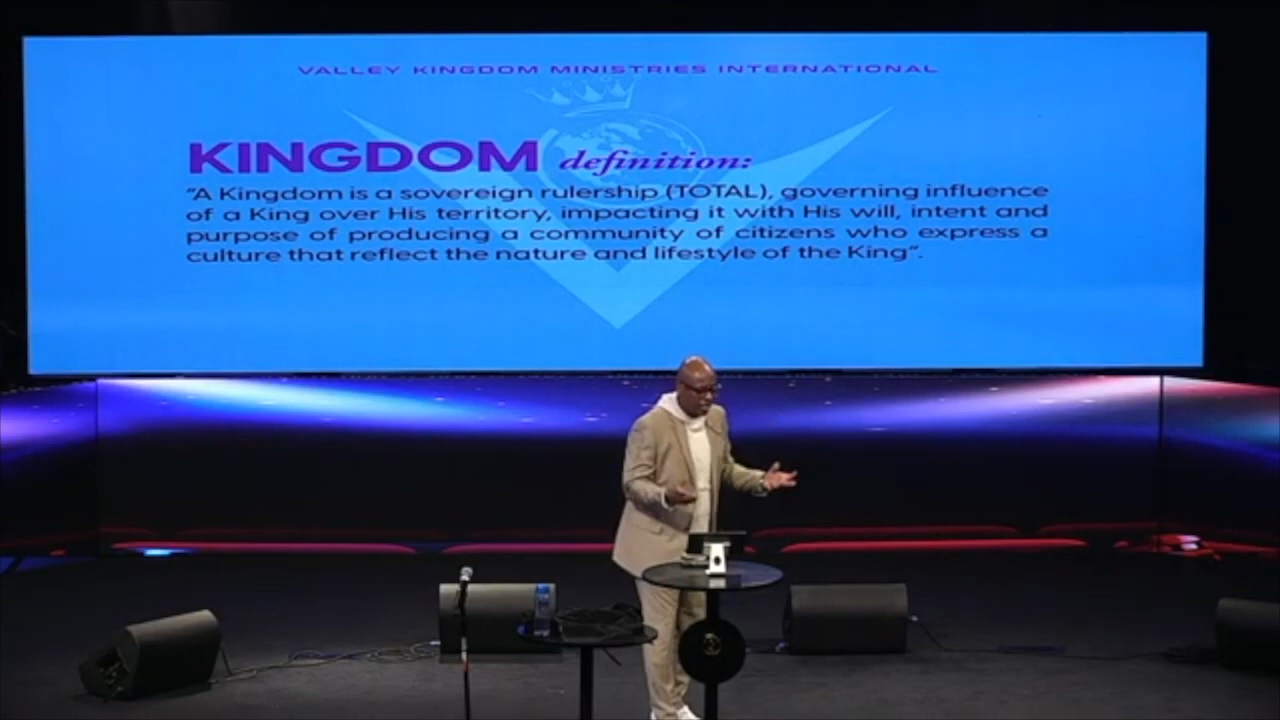 VALLEY KINGDOM MINISTRIES INTERNATIONAL
KINGDOM definition:
“A Kingdom is a sovereign rulership (TOTAL), governing influence
of a King over His territory, impacting it with His will, intent and
purpose of producing a community of citizens who express a
culture that reflect the nature and lifestyle of the King”.